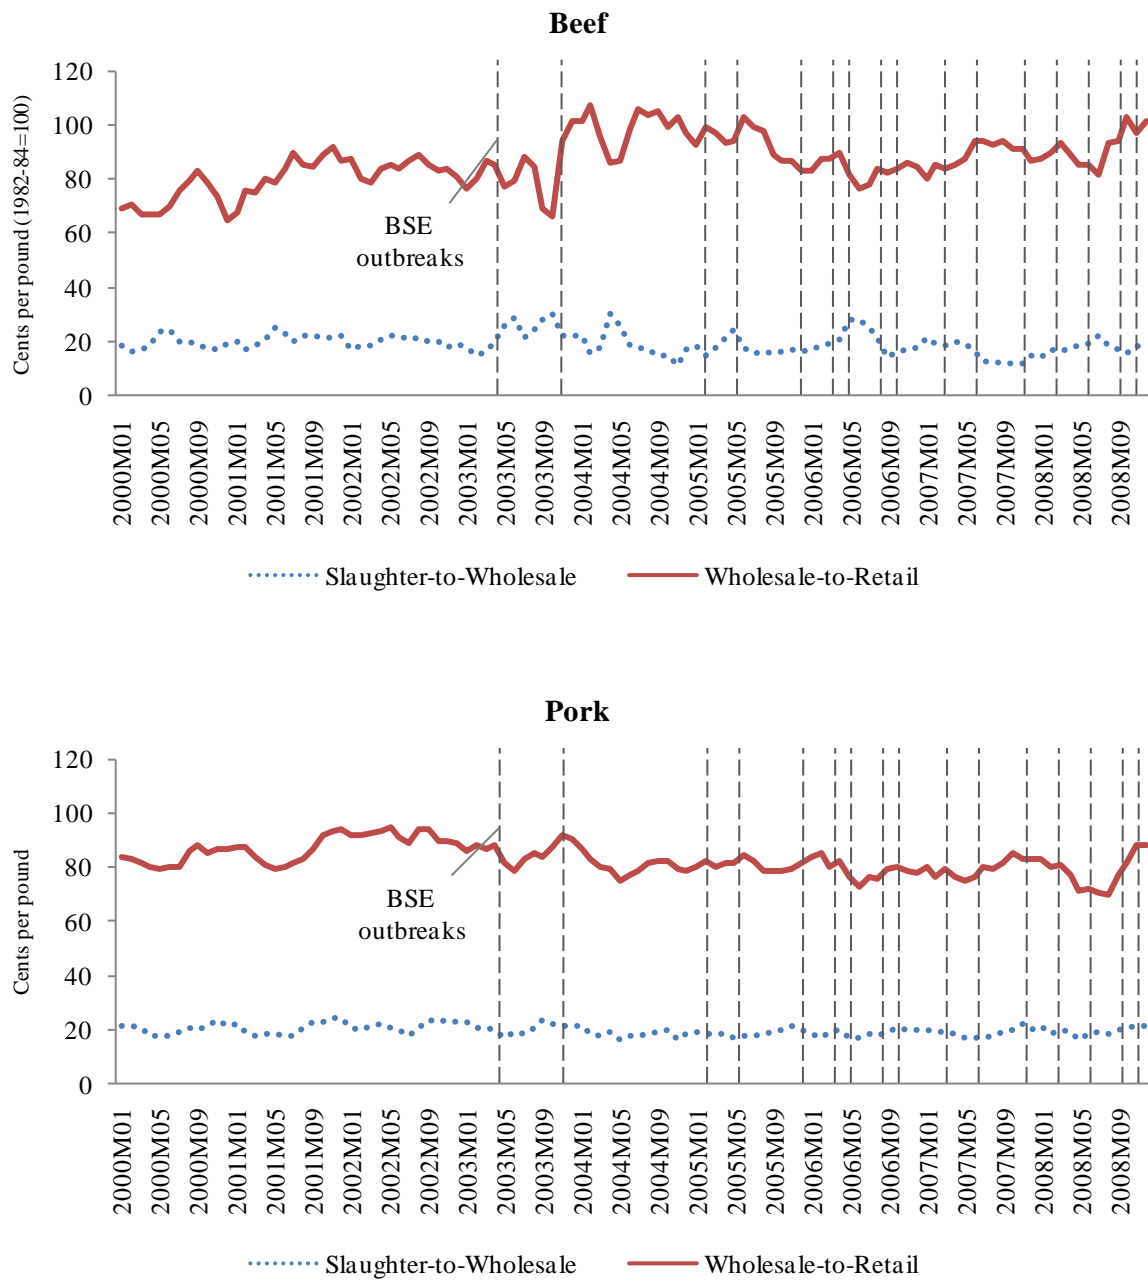 Beef
Cents per pound (1982-84=100)
120
100
80
60
40
20
0
BSE
outbreaks
2000M01
2000M05
2000M09
2001M01
2001M05
2001M09
2002M01
2002M05
2002M09
2003M01
2003M05
2003M09
2004M01
2004M05
2004M09
2005M01
2005M05
2005M09
2006M01
2006M05
2006M09
2007M01
2007M05
2007M09
2008M01
2008M05
2008M09
Slaughter-to-Wholesale
Wholesale-to-Retail
Pork
Cents per pound
120
100
80
60
40
20
0
BSE
outbreaks
2000M01
2000M05
2000M09
2001M01
2001M05
2001M09
2002M01
2002M05
2002M09
2003M01
2003M05
2003M09
2004M01
2004M05
2004M09
2005M01
2005M05
2005M09
2006M01
2006M05
2006M09
2007M01
2007M05
2007M09
2008M01
2008M05
2008M09
Slaughter-to-Wholesale
Wholesale-to-Retail